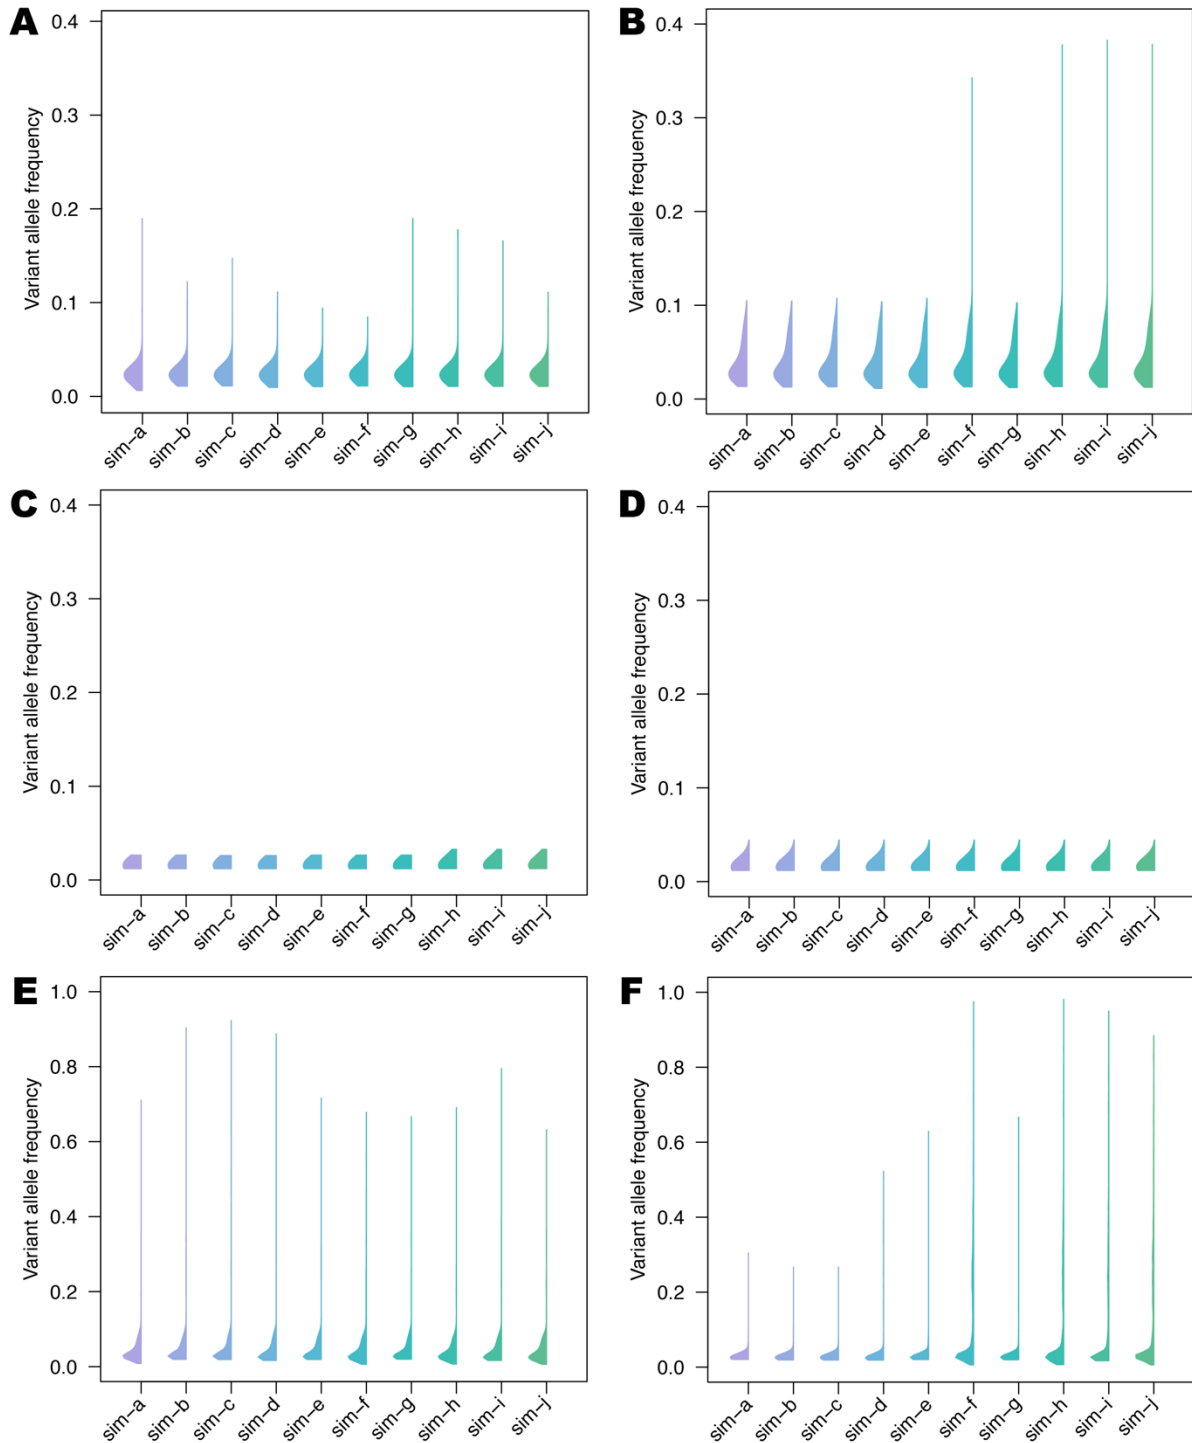 A
Variant allele frequency
0.4
0.3
0.2
0.1
0.0
sim-a
sim-b
sim-c
sim-d
sim-e
sim-f
sim-g
sim-h
sim-i
sim-j
B
Variant allele frequency
0.4
0.3
0.2
0.1
0.0
sim-a
sim-b
sim-c
sim-d
sim-e
sim-f
sim-g
sim-h
sim-i
sim-j
C
Variant allele frequency
0.4
0.3
0.2
0.1
0.0
sim-a
sim-b
sim-c
sim-d
sim-e
sim-f
sim-g
sim-h
sim-i
sim-j
D
Variant allele frequency
0.4
0.3
0.2
0.1
0.0
sim-a
sim-b
sim-c
sim-d
sim-e
sim-f
sim-g
sim-h
sim-i
sim-j
E
Variant allele frequency
1.0
0.8
0.6
0.4
0.2
0.0
sim-a
sim-b
sim-c
sim-d
sim-e
sim-f
sim-g
sim-h
sim-i
sim-j
F
Variant allele frequency
1.0
0.8
0.6
0.4
0.2
0.0
sim-a
sim-b
sim-c
sim-d
sim-e
sim-f
sim-g
sim-h
sim-i
sim-j